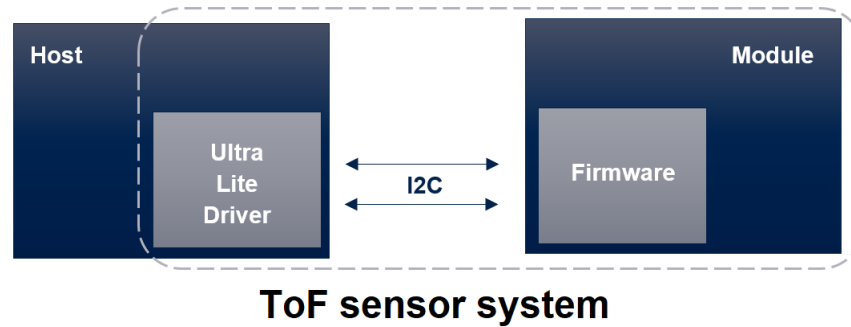 Host
Module
Ultra
Lite
Driver
I2C
Firmware
ToF sensor system